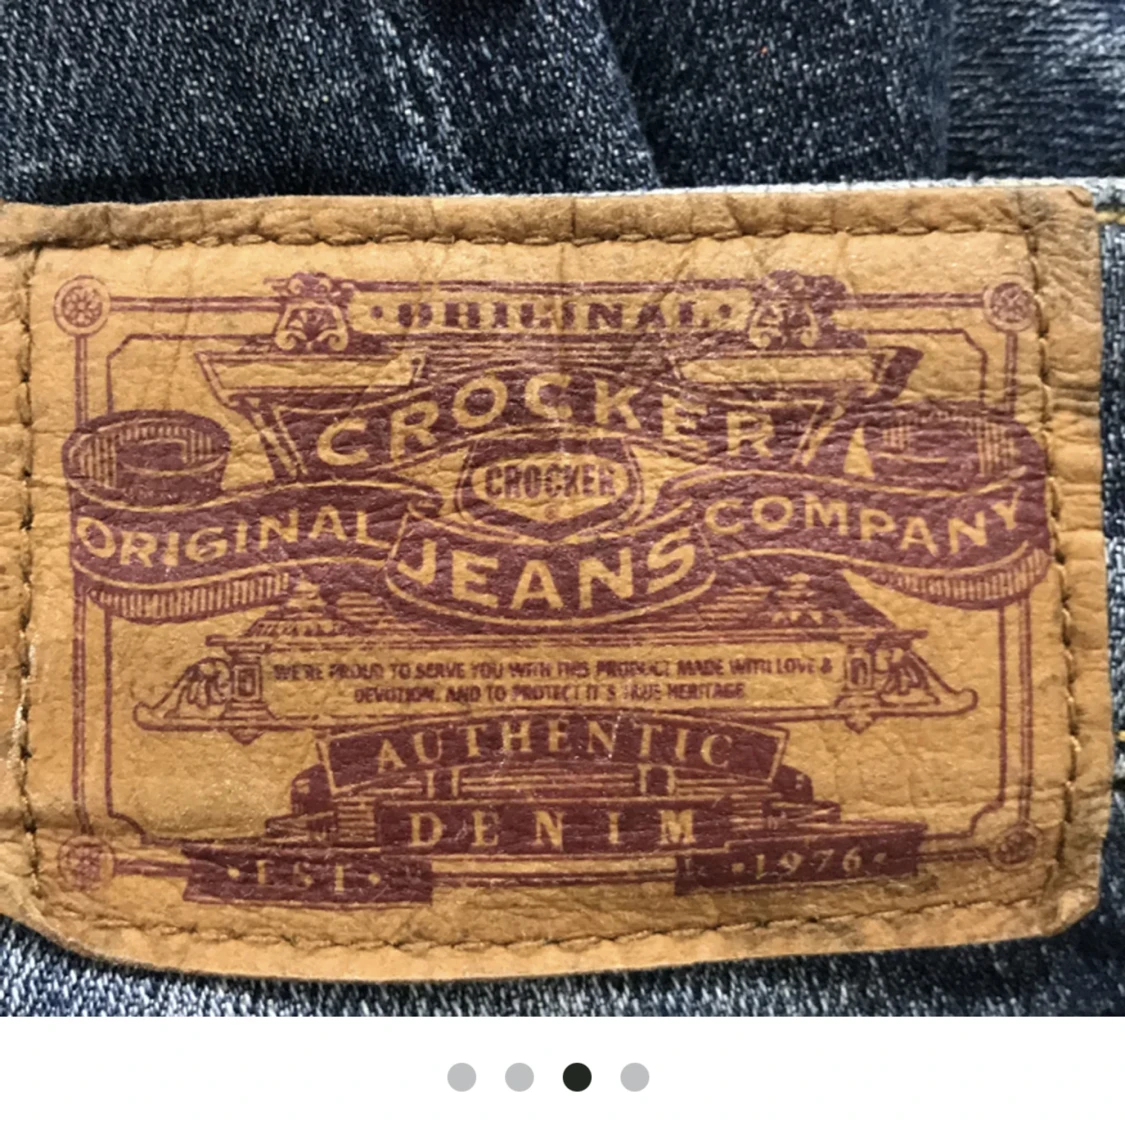 ·ORIGINAL·
CROCKER
CROCKER
ORIGINAL JEANS COMPANY
WE'RE PROUD TO SERVE YOU WITH THIS PRODUCT MADE WITH LOVE &
DEVOTION, AND TO PROTECT IT'S TRUE HERITAGE
AUTHENTIC
DENIM
·EST· ·1976·